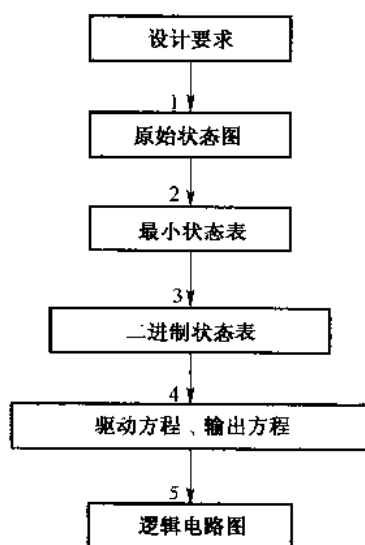 设计要求
1
原始状态图
2
最小状态表
3
二进制状态表
4
驱动方程、输出方程
5
逻辑电路图